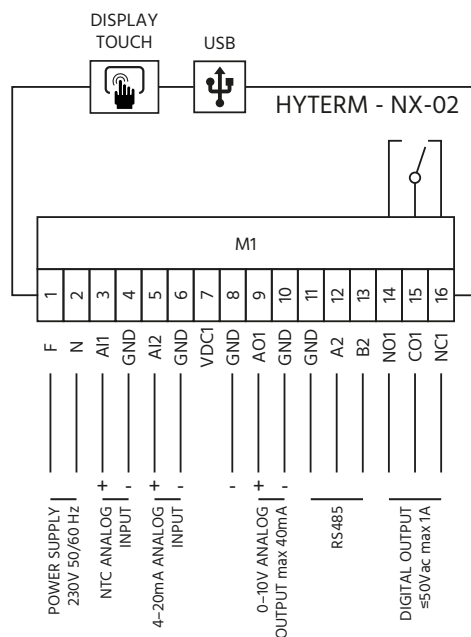 DISPLAY
TOUCH
USB
HYTERM - NX-02
M1
1 2 3 4 5 6 7 8 9 10 11 12 13 14 15 16
F N AI1 GND AI2 GND VDC1 GND AO1 GND GND A2 B2 NO1 CO1 NC1
+ - + - - + -
POWER SUPPLY
230V 50/60 Hz
NTC ANALOG
INPUT
4-20mA ANALOG
INPUT
0-10V ANALOG
OUTPUT max 40mA
RS485
DIGITAL OUTPUT
≤50Vac max 1A